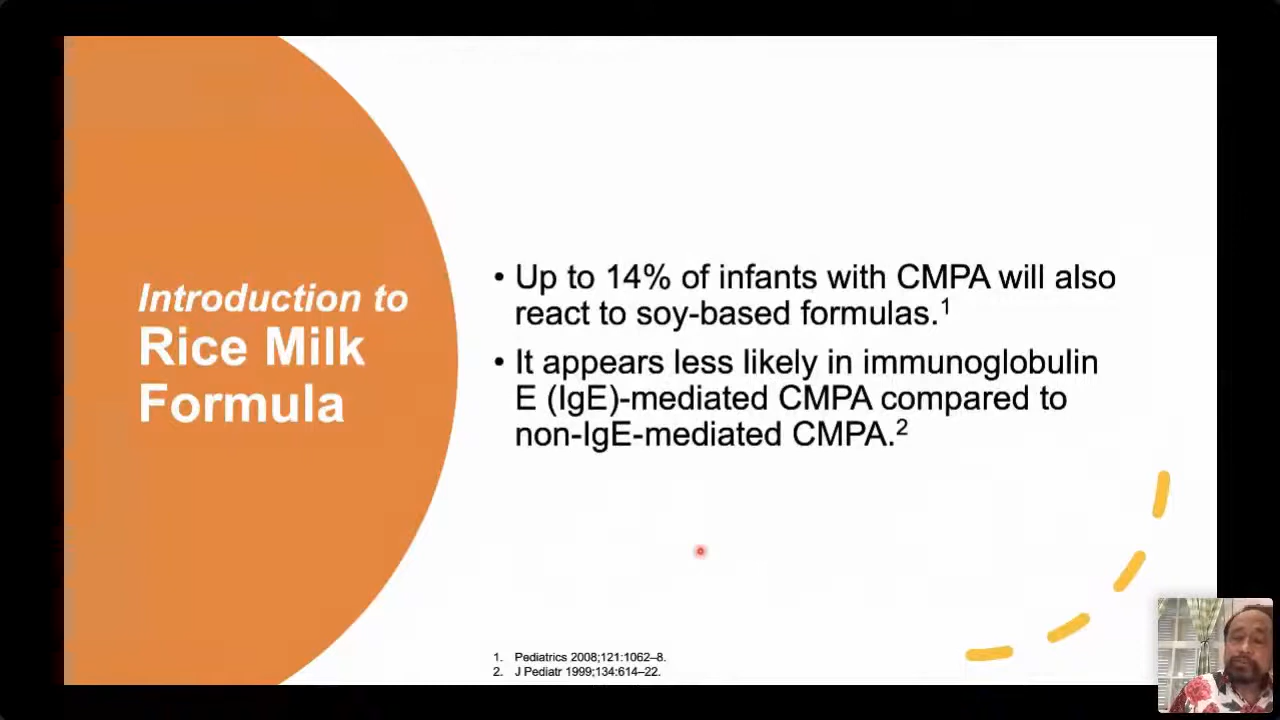 Introduction to
Rice Milk
Formula
• Up to 14% of infants with CMPA will also
react to soy-based formulas.1
• It appears less likely in immunoglobulin
E (IgE)-mediated CMPA compared to
non-IgE-mediated CMPA.2
1. Pediatrics 2008;121:1062–8.
2. J Pediatr 1999;134:614–22.